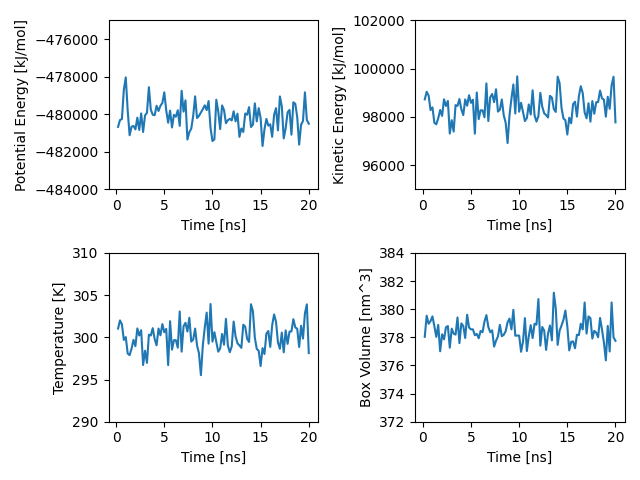 Potential Energy [kJ/mol]
−476000
−478000
−480000
−482000
−484000
0 5 10 15 20
Time [ns]
Kinetic Energy [kJ/mol]
102000
100000
98000
96000
0 5 10 15 20
Time [ns]
Temperature [K]
310
305
300
295
290
0 5 10 15 20
Time [ns]
Box Volume [nm^3]
384
382
380
378
376
374
372
0 5 10 15 20
Time [ns]